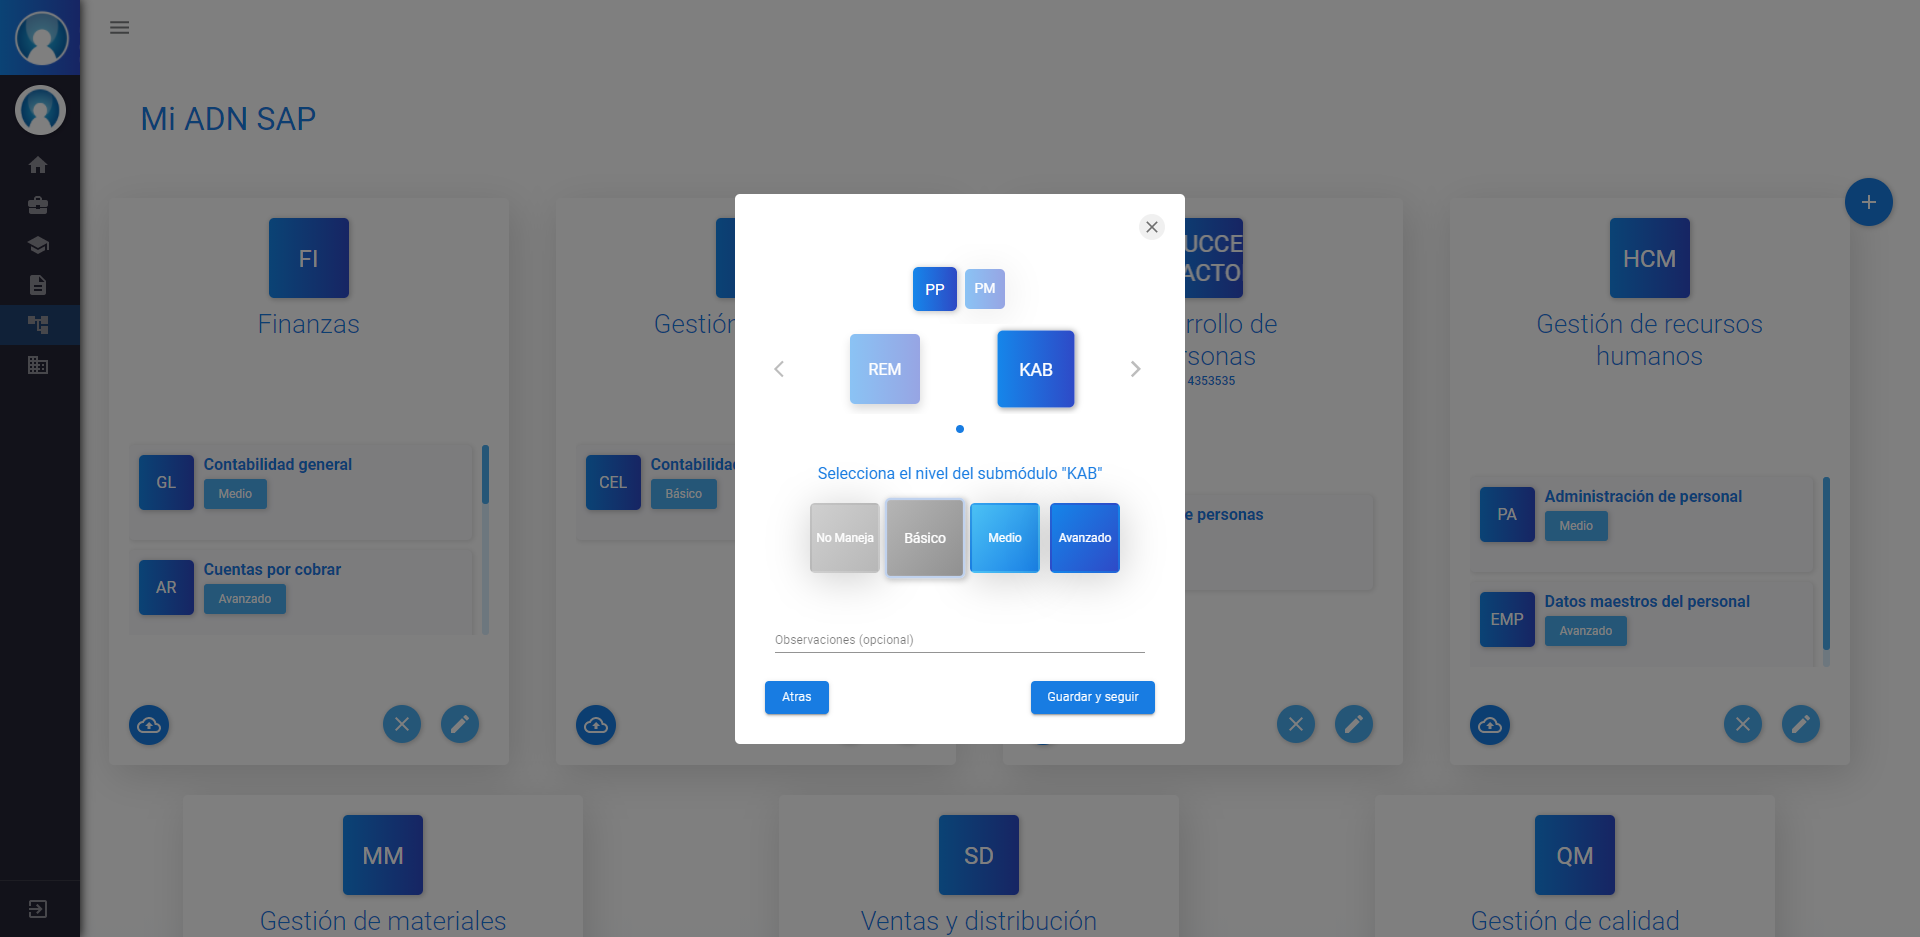 Mi ADN SAP
FI
Finanzas
GL
Contabilidad general
Medio
AR
Cuentas por cobrar
Avanzado
Gestión
CEL
Contabilida
Básico
UCCE
ACTO
rrollo de
sonas
4353535
e personas
HCM
Gestión de recursos
humanos
PA
Administración de personal
Medio
EMP
Datos maestros del personal
Avanzado
PP
PM
REM
KAB
Selecciona el nivel del submódulo "KAB"
No Maneja
Básico
Medio
Avanzado
Observaciones (opcional)
Atras
Guardar y seguir
MM
Gestión de materiales
SD
Ventas y distribución
QM
Gestión de calidad